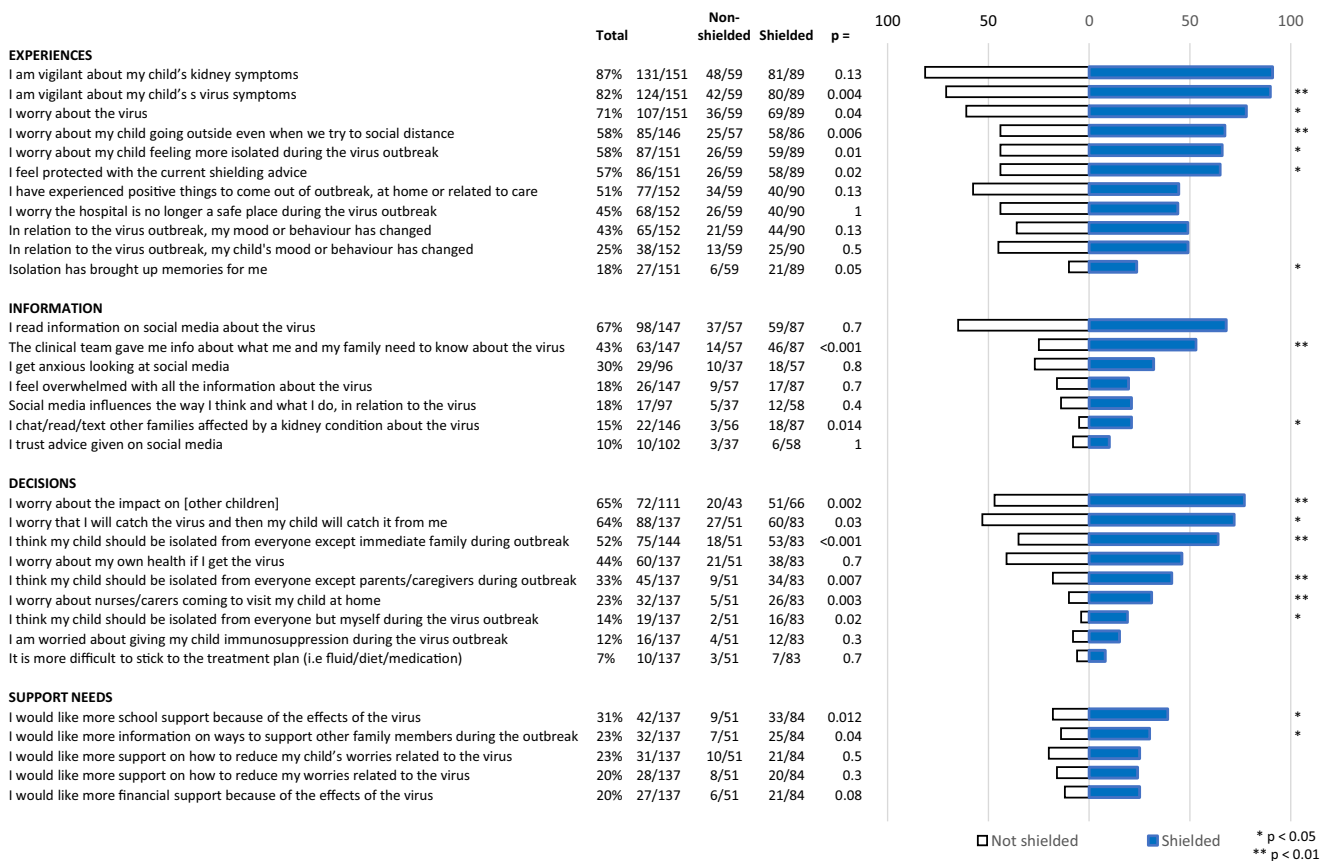 Total Non-shielded Shielded p = 100 50 0 50 100
EXPERIENCES
I am vigilant about my child's kidney symptoms 87% 131/151 48/59 81/89 0.13
I am vigilant about my child's s virus symptoms 82% 124/151 42/59 80/89 0.004 **
I worry about the virus 71% 107/151 36/59 69/89 0.04 *
I worry about my child going outside even when we try to social distance 58% 85/146 25/57 58/86 0.006 **
I worry about my child feeling more isolated during the virus outbreak 58% 87/151 26/59 59/89 0.01 *
I feel protected with the current shielding advice 57% 86/151 26/59 58/89 0.02 *
I have experienced positive things to come out of outbreak, at home or related to care 51% 77/152 34/59 40/90 0.13
I worry the hospital is no longer a safe place during the virus outbreak 45% 68/152 26/59 40/90 1
In relation to the virus outbreak, my mood or behaviour has changed 43% 65/152 21/59 44/90 0.13
In relation to the virus outbreak, my child's mood or behaviour has changed 25% 38/152 13/59 25/90 0.5
Isolation has brought up memories for me 18% 27/151 6/59 21/89 0.05 *
INFORMATION
I read information on social media about the virus 67% 98/147 37/57 59/87 0.7
The clinical team gave me info about what me and my family need to know about the virus 43% 63/147 14/57 46/87 <0.001 **
I get anxious looking at social media 30% 29/96 10/37 18/57 0.8
I feel overwhelmed with all the information about the virus 18% 26/147 9/57 17/87 0.7
Social media influences the way I think and what I do, in relation to the virus 18% 17/97 5/37 12/58 0.4
I chat/read/text other families affected by a kidney condition about the virus 15% 22/146 3/56 18/87 0.014 *
I trust advice given on social media 10% 10/102 3/37 6/58 1
DECISIONS
I worry about the impact on [other children] 65% 72/111 20/43 51/66 0.002 **
I worry that I will catch the virus and then my child will catch it from me 64% 88/137 27/51 60/83 0.03 *
I think my child should be isolated from everyone except immediate family during outbreak 52% 75/144 18/51 53/83 <0.001 **
I worry about my own health if I get the virus 44% 60/137 21/51 38/83 0.7
I think my child should be isolated from everyone except parents/caregivers during outbreak 33% 45/137 9/51 34/83 0.007 **
I worry about nurses/carers coming to visit my child at home 23% 32/137 5/51 26/83 0.003 **
I think my child should be isolated from everyone but myself during the virus outbreak 14% 19/137 2/51 16/83 0.02 *
I am worried about giving my child immunosuppression during the virus outbreak 12% 16/137 4/51 12/83 0.3
It is more difficult to stick to the treatment plan (i.e fluid/diet/medication) 7% 10/137 3/51 7/83 0.7
SUPPORT NEEDS
I would like more school support because of the effects of the virus 31% 42/137 9/51 33/84 0.012 *
I would like more information on ways to support other family members during the outbreak 23% 32/137 7/51 25/84 0.04 *
I would like more support on how to reduce my child's worries related to the virus 23% 31/137 10/51 21/84 0.5
I would like more support on how to reduce my worries related to the virus 20% 28/137 8/51 20/84 0.3
I would like more financial support because of the effects of the virus 20% 27/137 6/51 21/84 0.08
Not shielded Shielded * p < 0.05
** p < 0.01